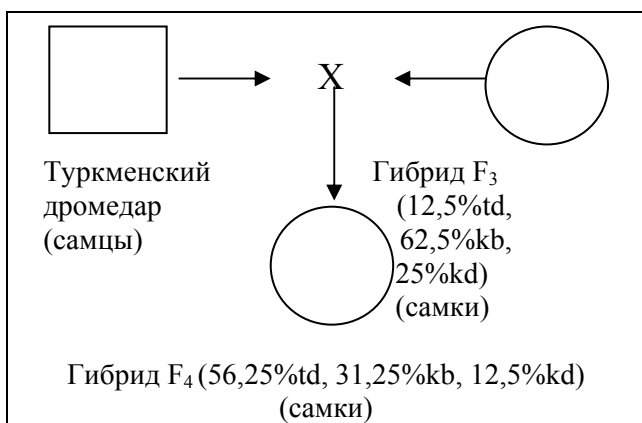 X
Туркменский
дромедар
(самцы)
Гибрид F₃
(12,5%td,
62,5%kb,
25%kd)
(самки)
Гибрид F₄ (56,25%td, 31,25%kb, 12,5%kd)
(самки)